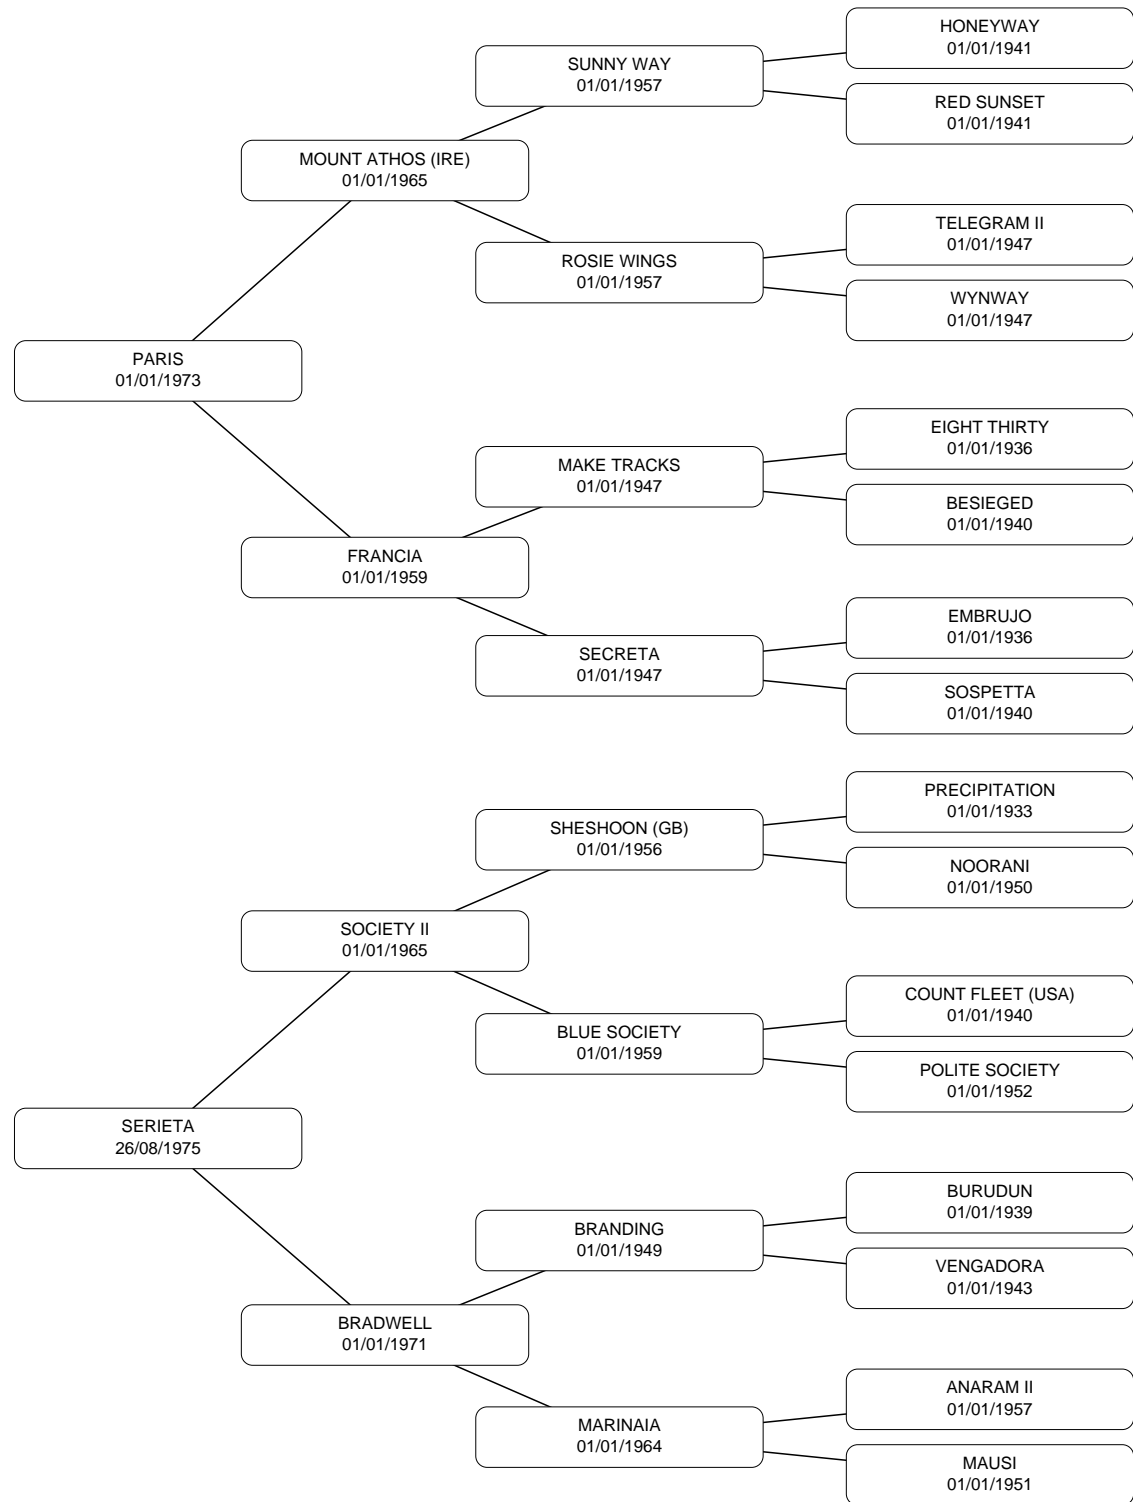 HONEYWAY
01/01/1941
SUNNY WAY
01/01/1957
RED SUNSET
01/01/1941
MOUNT ATHOS (IRE)
01/01/1965
TELEGRAM II
01/01/1947
ROSIE WINGS
01/01/1957
WYNWAY
01/01/1947
PARIS
01/01/1973
EIGHT THIRTY
01/01/1936
MAKE TRACKS
01/01/1947
BESIEGED
01/01/1940
FRANCIA
01/01/1959
EMBRUJO
01/01/1936
SECRETA
01/01/1947
SOSPETTA
01/01/1940
PRECIPITATION
01/01/1933
SHESHOON (GB)
01/01/1956
NOORANI
01/01/1950
SOCIETY II
01/01/1965
COUNT FLEET (USA)
01/01/1940
BLUE SOCIETY
01/01/1959
POLITE SOCIETY
01/01/1952
SERIETA
26/08/1975
BURUDUN
01/01/1939
BRANDING
01/01/1949
VENGADORA
01/01/1943
BRADWELL
01/01/1971
ANARAM II
01/01/1957
MARINAIA
01/01/1964
MAUSI
01/01/1951